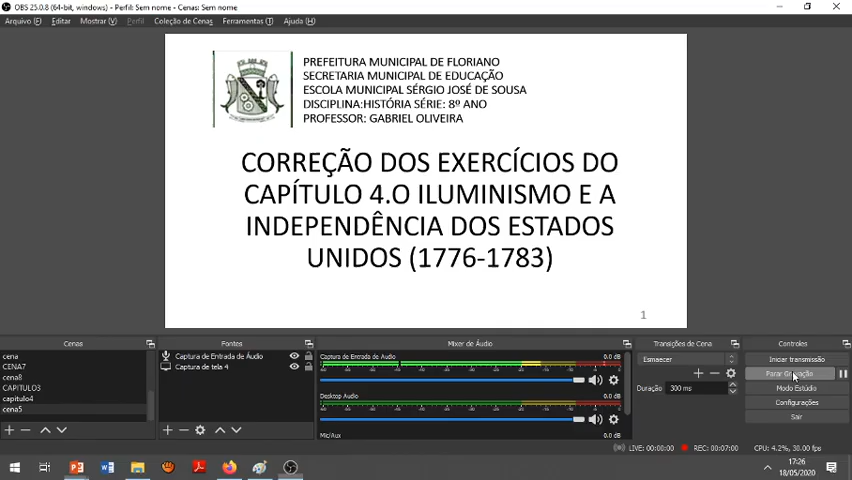 OBS 25.0.8 (64-bit, windows) - Perfil: Sem nome - Cenas: Sem nome
Arquivo (F) Editar Mostrar (V) Perfil Coleção de Cenas Ferramentas (T) Ajuda (H)
PREFEITURA MUNICIPAL DE FLORIANO
SECRETARIA MUNICIPAL DE EDUCAÇÃO
ESCOLA MUNICIPAL SÉRGIO JOSÉ DE SOUSA
DISCIPLINA:HISTÓRIA SÉRIE: 8º ANO
PROFESSOR: GABRIEL OLIVEIRA
CORREÇÃO DOS EXERCÍCIOS DO
CAPÍTULO 4.O ILUMINISMO E A
INDEPENDÊNCIA DOS ESTADOS
UNIDOS (1776-1783)
1
Cenas
cena
CENA7
cena8
CAPITULO3
capitulo4
cena5
Fontes
Captura de Entrada de Áudio
Captura de tela 4
Mixer de Áudio
Captura de Entrada de Áudio 0.0 dB
Desktop Audio 0.0 dB
Mic/Aux 0.0 dB
Transições de Cena
Esmaecer
Duração 300 ms
Controles
Iniciar transmissão
Parar Gravação
Modo Estúdio
Configurações
Sair
LIVE: 00:00:00 REC: 00:07:00 CPU: 4.2%, 38.00 fps
17:26
18/05/2020